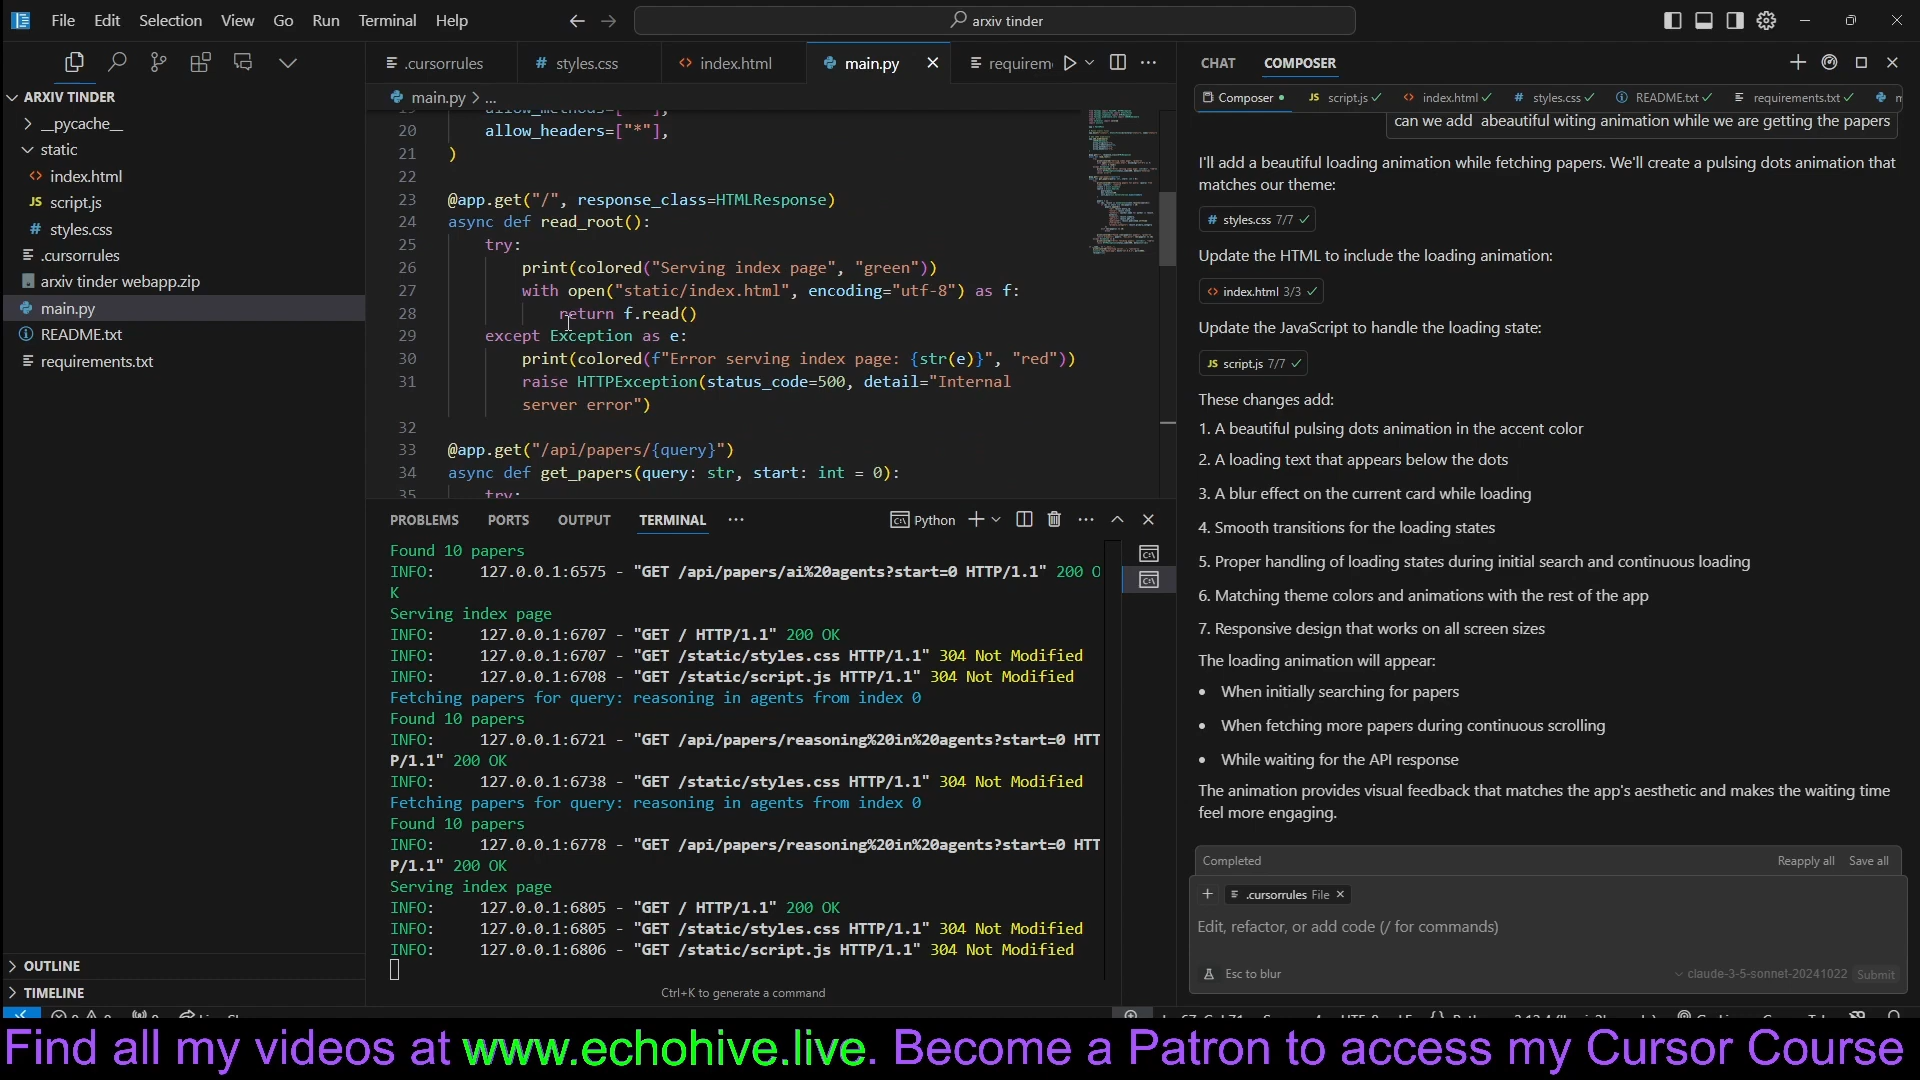 File Edit Selection View Go Run Terminal Help
arxiv tinder
.cursorrules
# styles.css
<> index.html
main.py
requirem
main.py > ...
ARXIV TINDER
__pycache__
static
<> index.html
JS script.js
# styles.css
.cursorrules
arxiv tinder webapp.zip
main.py
README.txt
requirements.txt
OUTLINE
TIMELINE
20 allow_headers=["*"],
21 )
22
23 @app.get("/", response_class=HTMLResponse)
24 async def read_root():
25 try:
26 print(colored("Serving index page", "green"))
27 with open("static/index.html", encoding="utf-8") as f:
28 return f.read()
29 except Exception as e:
30 print(colored(f"Error serving index page: {str(e)}", "red"))
31 raise HTTPException(status_code=500, detail="Internal
server error")
32
33 @app.get("/api/papers/{query}")
34 async def get_papers(query: str, start: int = 0):
35 try:
PROBLEMS PORTS OUTPUT TERMINAL ...
Python
Found 10 papers
INFO: 127.0.0.1:6575 - "GET /api/papers/ai%20agents?start=0 HTTP/1.1" 200 O
K
Serving index page
INFO: 127.0.0.1:6707 - "GET / HTTP/1.1" 200 OK
INFO: 127.0.0.1:6707 - "GET /static/styles.css HTTP/1.1" 304 Not Modified
INFO: 127.0.0.1:6708 - "GET /static/script.js HTTP/1.1" 304 Not Modified
Fetching papers for query: reasoning in agents from index 0
Found 10 papers
INFO: 127.0.0.1:6721 - "GET /api/papers/reasoning%20in%20agents?start=0 HTT
P/1.1" 200 OK
INFO: 127.0.0.1:6738 - "GET /static/styles.css HTTP/1.1" 304 Not Modified
Fetching papers for query: reasoning in agents from index 0
Found 10 papers
INFO: 127.0.0.1:6778 - "GET /api/papers/reasoning%20in%20agents?start=0 HTT
P/1.1" 200 OK
Serving index page
INFO: 127.0.0.1:6805 - "GET / HTTP/1.1" 200 OK
INFO: 127.0.0.1:6805 - "GET /static/styles.css HTTP/1.1" 304 Not Modified
INFO: 127.0.0.1:6806 - "GET /static/script.js HTTP/1.1" 304 Not Modified
Ctrl+K to generate a command
CHAT COMPOSER
Composer JS script.js <> index.html # styles.css README.txt requirements.txt
can we add abeautiful witing animation while we are getting the papers
I'll add a beautiful loading animation while fetching papers. We'll create a pulsing dots animation that
matches our theme:
# styles.css 7/7
Update the HTML to include the loading animation:
<> index.html 3/3
Update the JavaScript to handle the loading state:
JS script.js 7/7
These changes add:
1. A beautiful pulsing dots animation in the accent color
2. A loading text that appears below the dots
3. A blur effect on the current card while loading
4. Smooth transitions for the loading states
5. Proper handling of loading states during initial search and continuous loading
6. Matching theme colors and animations with the rest of the app
7. Responsive design that works on all screen sizes
The loading animation will appear:
• When initially searching for papers
• When fetching more papers during continuous scrolling
• While waiting for the API response
The animation provides visual feedback that matches the app's aesthetic and makes the waiting time
feel more engaging.
Completed Reapply all Save all
+ .cursorrules File
Edit, refactor, or add code (/ for commands)
Esc to blur claude-3-5-sonnet-20241022 Submit
Find all my videos at www.echohive.live. Become a Patron to access my Cursor Course